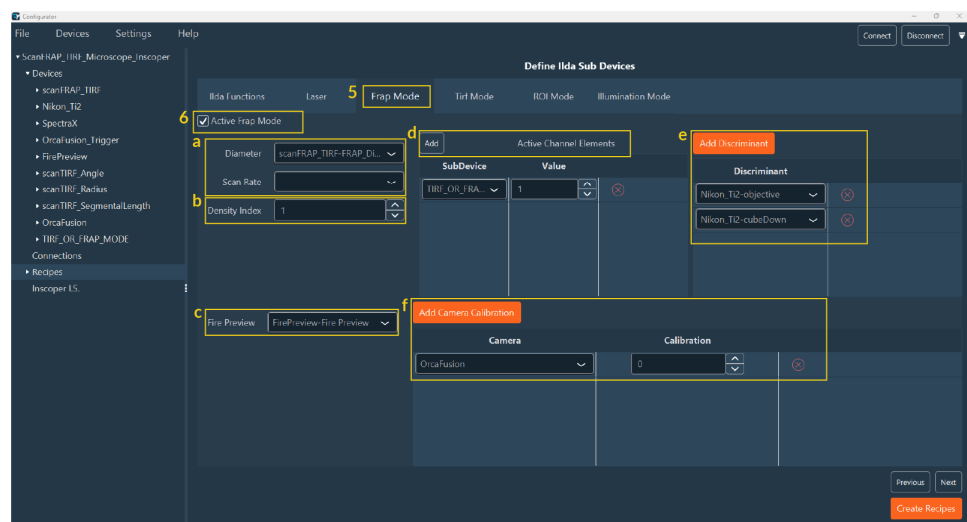 Configurator
File Devices Settings Help
Connect Disconnect
ScanFRAP_TIRF_Microscope_Inscoper
Devices
scanFRAP_TIRF
Nikon_Ti2
SpectraX
OrcaFusion_Trigger
FirePreview
scanTIRF_Angle
scanTIRF_Radius
scanTIRF_SegmentalLength
OrcaFusion
TIRF_OR_FRAP_MODE
Connections
Recipes
Inscoper I.S.
Define Ilda Sub Devices
Ilda Functions Laser 5 Frap Mode Tirf Mode ROI Mode Illumination Mode
6 Active Frap Mode
a
Diameter scanFRAP_TIRF-FRAP_Di...
Scan Rate
b
Density Index 1
c
Fire Preview FirePreview-Fire Preview
d
Add Active Channel Elements
SubDevice Value
TIRF_OR_FRA... 1
e
Add Discriminant
Discriminant
Nikon_Ti2-objective
Nikon_Ti2-cubeDown
f
Add Camera Calibration
Camera Calibration
OrcaFusion 0
Previous Next
Create Recipes